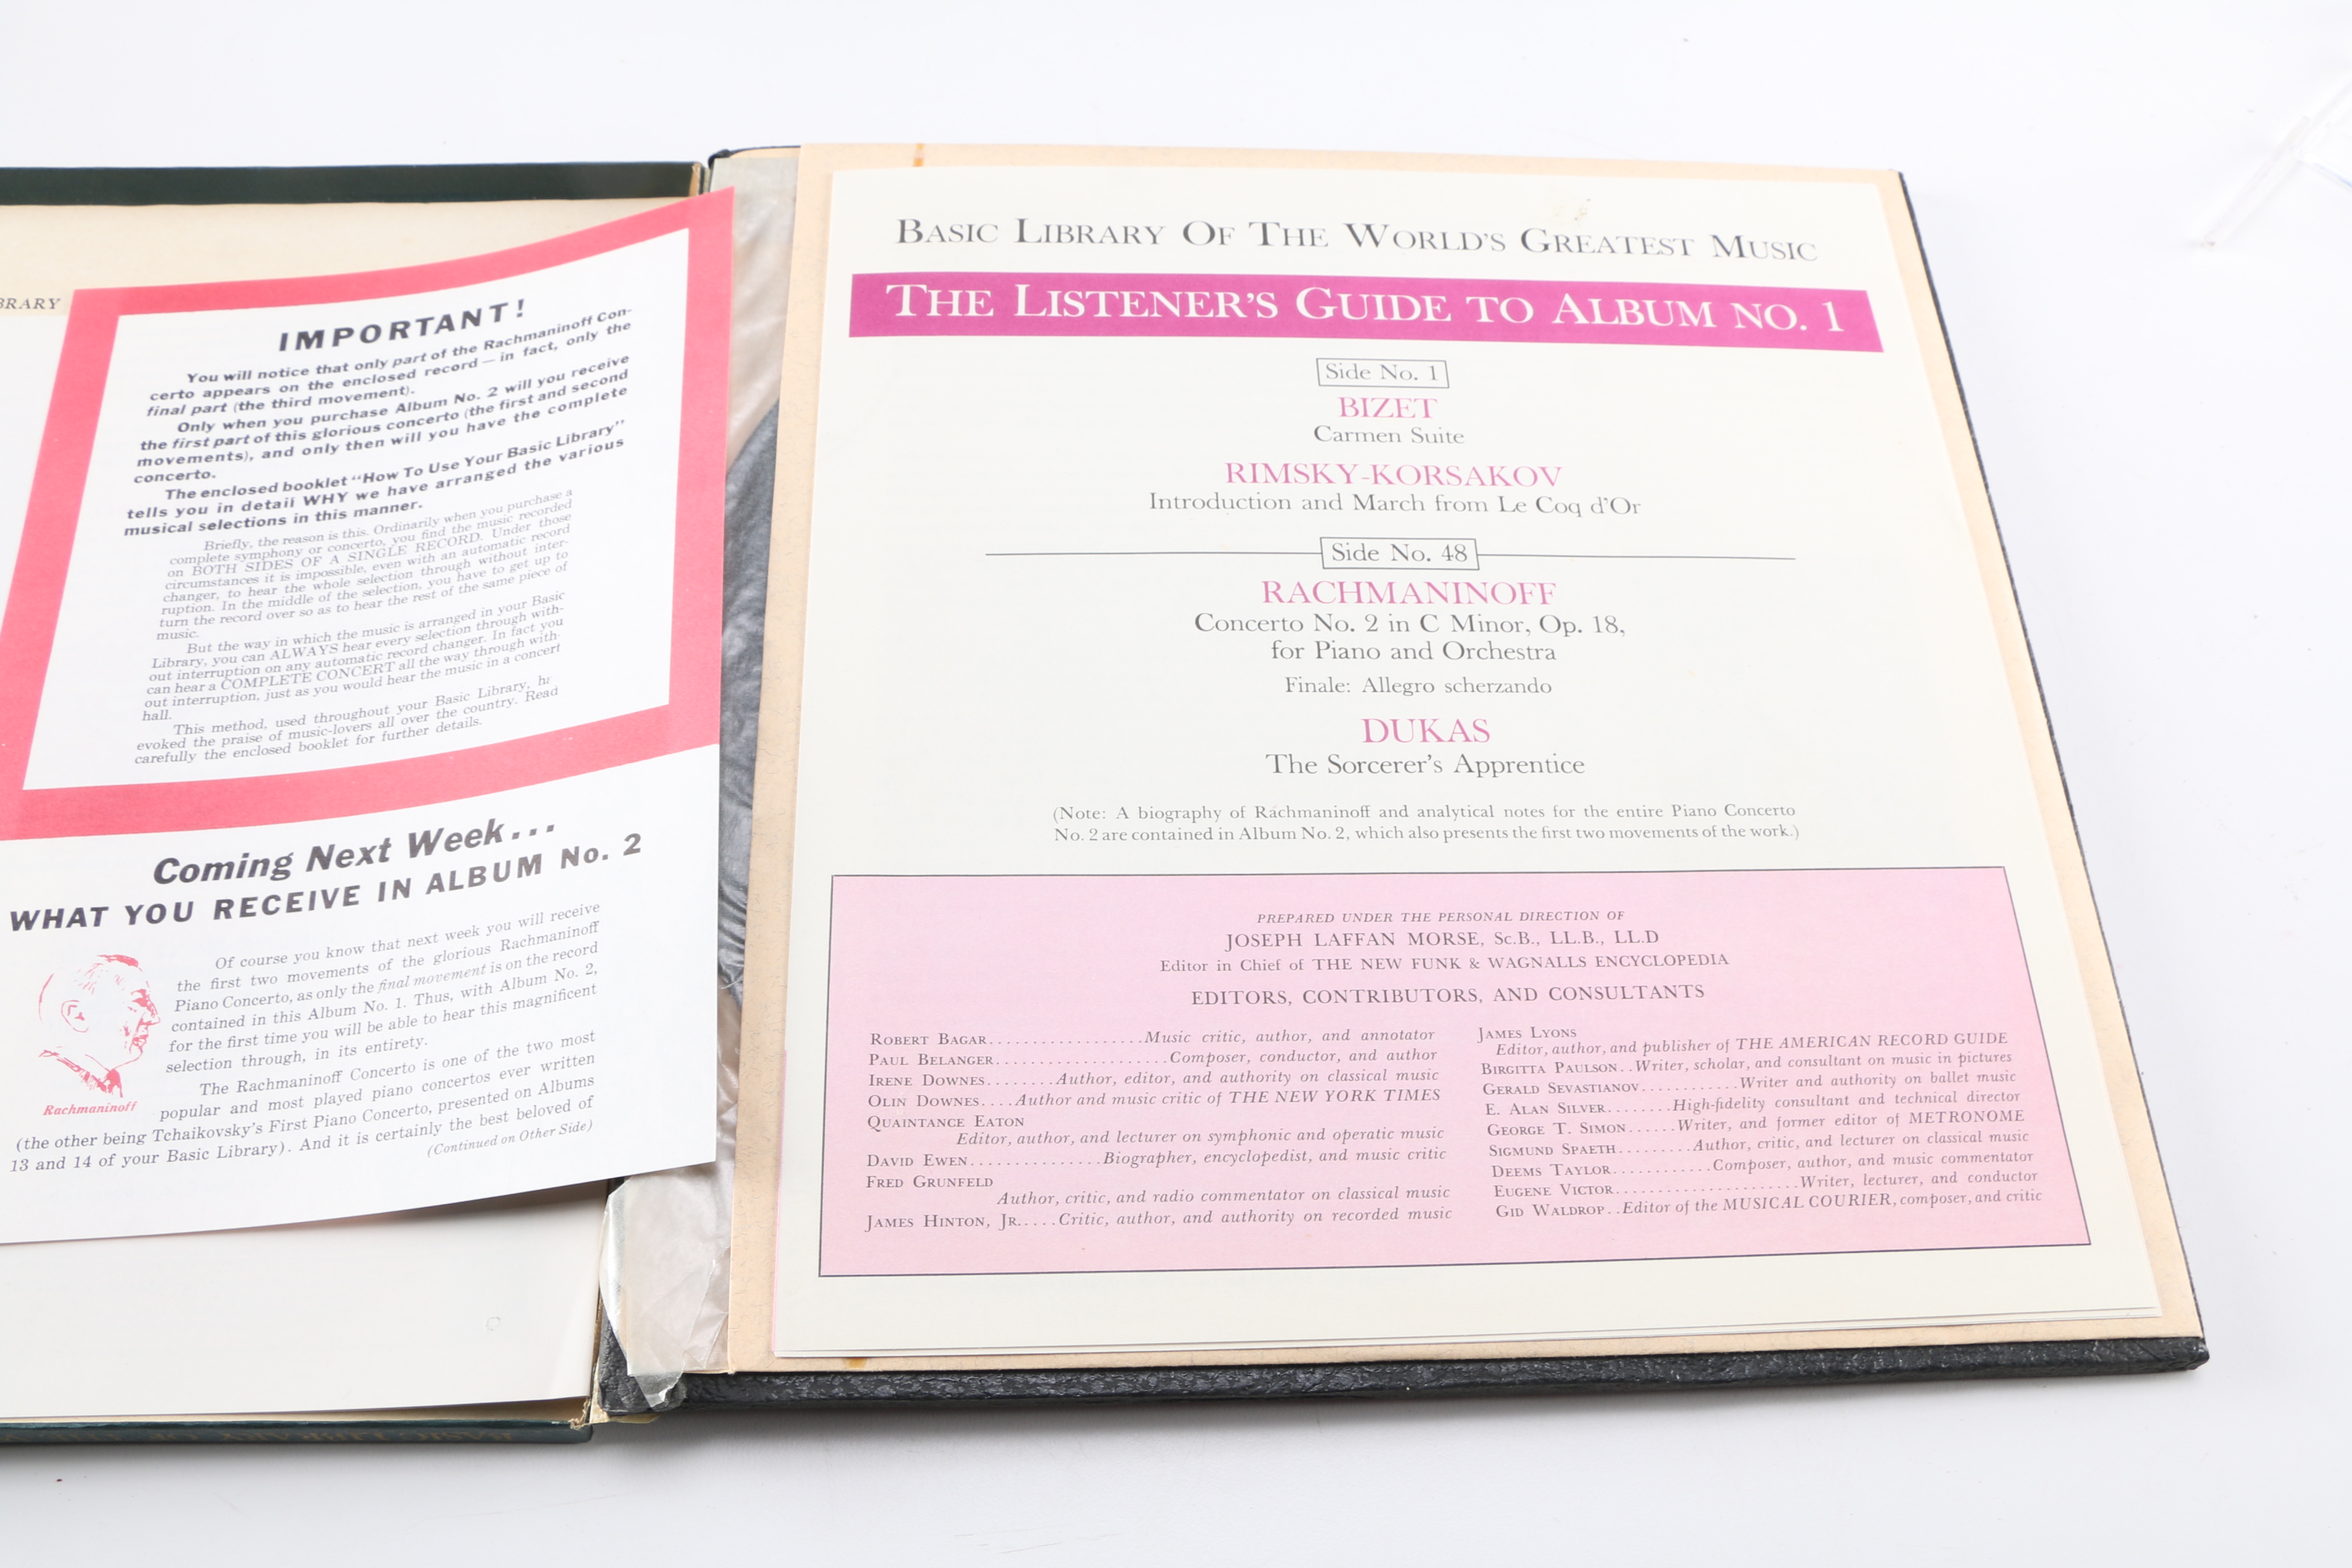 BRARY
IMPORTANT!
You will notice that only part of the Rachmaninoff Con-
certo appears on the enclosed record — in fact, only the
final part (the third movement).
Only when you purchase Album No. 2 will you receive
the first part of this glorious concerto (the first and second
movements), and only then will you have the complete
concerto.
The enclosed booklet "How To Use Your Basic Library"
tells you in detail WHY we have arranged the various
musical selections in this manner.
Briefly, the reason is this. Ordinarily when you purchase a
complete symphony or concerto, you find the music recorded
on BOTH SIDES OF A SINGLE RECORD. Under those
circumstances it is impossible, even with an automatic record
changer, to hear the whole selection through without inter-
ruption. In the middle of the selection, you have to get up to
turn the record over so as to hear the rest of the same piece of
music.
But the way in which the music is arranged in your Basic
Library, you can ALWAYS hear every selection through with-
out interruption on any automatic record changer. In fact you
can hear a COMPLETE CONCERT all the way through with-
out interruption, just as you would hear the music in a concert
hall.
This method, used throughout your Basic Library,
evoked the praise of music-lovers all over the country. Read
carefully the enclosed booklet for further details.
Coming Next Week...
WHAT YOU RECEIVE IN ALBUM No. 2
Of course you know that next week you will receive
the first two movements of the glorious Rachmaninoff
Piano Concerto, as only the final movement is on the record
contained in this Album No. 1. Thus, with Album No. 2,
for the first time you will be able to hear this magnificent
selection through, in its entirety.
The Rachmaninoff Concerto is one of the two most
popular and most played piano concertos ever written
Rachmaninoff
(the other being Tchaikovsky's First Piano Concerto, presented on Albums
13 and 14 of your Basic Library). And it is certainly the best beloved of
(Continued on Other Side)
BASIC LIBRARY OF THE WORLD'S GREATEST MUSIC
THE LISTENER'S GUIDE TO ALBUM NO. 1
Side No. 1
BIZET
Carmen Suite
RIMSKY-KORSAKOV
Introduction and March from Le Coq d'Or
Side No. 48
RACHMANINOFF
Concerto No. 2 in C Minor, Op. 18,
for Piano and Orchestra
Finale: Allegro scherzando
DUKAS
The Sorcerer's Apprentice
(Note: A biography of Rachmaninoff and analytical notes for the entire Piano Concerto
No. 2 are contained in Album No. 2, which also presents the first two movements of the work.)
PREPARED UNDER THE PERSONAL DIRECTION OF
JOSEPH LAFFAN MORSE, Sc.B., LL.B., LL.D
Editor in Chief of THE NEW FUNK & WAGNALLS ENCYCLOPEDIA
EDITORS, CONTRIBUTORS, AND CONSULTANTS
ROBERT BAGAR..................Music critic, author, and annotator
PAUL BELANGER....................Composer, conductor, and author
IRENE DOWNES........Author, editor, and authority on classical music
OLIN DOWNES....Author and music critic of THE NEW YORK TIMES
QUAINTANCE EATON
Editor, author, and lecturer on symphonic and operatic music
DAVID EWEN...............Biographer, encyclopedist, and music critic
FRED GRUNFELD
Author, critic, and radio commentator on classical music
JAMES HINTON, JR.....Critic, author, and authority on recorded music
JAMES LYONS
Editor, author, and publisher of THE AMERICAN RECORD GUIDE
BIRGITTA PAULSON..Writer, scholar, and consultant on music in pictures
GERALD SEVASTIANOV............Writer and authority on ballet music
E. ALAN SILVER........High-fidelity consultant and technical director
GEORGE T. SIMON......Writer, and former editor of METRONOME
SIGMUND SPAETH.........Author, critic, and lecturer on classical music
DEEMS TAYLOR............Composer, author, and music commentator
EUGENE VICTOR......................Writer, lecturer, and conductor
GID WALDROP..Editor of the MUSICAL COURIER, composer, and critic
BASIC LIBRARY OF THE